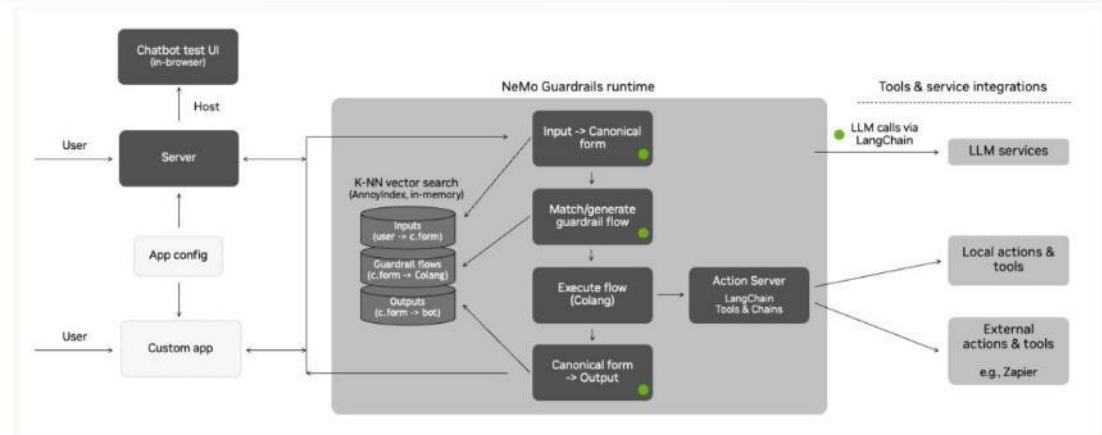 Chatbot test UI
(in-browser)
Host
User
Server
App config
User
Custom app
NeMo Guardrails runtime
K-NN vector search
(AnnoyIndex, in-memory)
Inputs
(user -> c.form)
Guardrail flows
(c.form -> Colang)
Outputs
(c.form -> bot)
Input -> Canonical
form
Match/generate
guardrail flow
Execute flow
(Colang)
Canonical form
-> Output
Action Server
LangChain
Tools & Chains
Tools & service integrations
LLM calls via
LangChain
LLM services
Local actions &
tools
External
actions & tools
e.g., Zapier